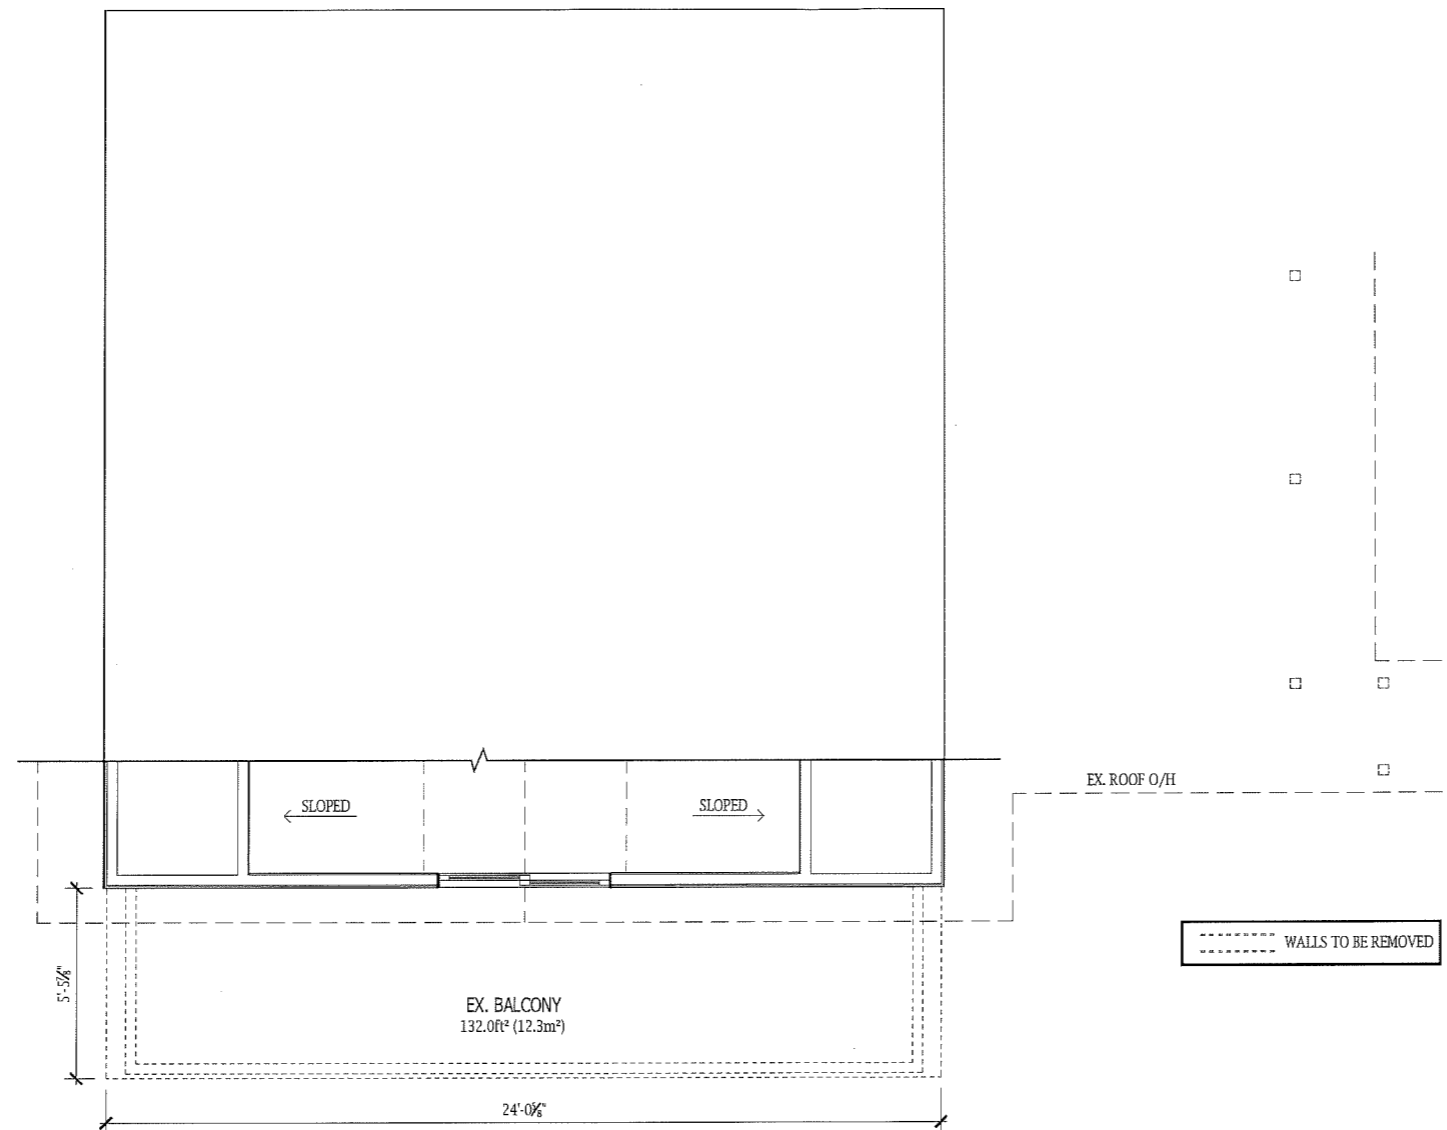 EX. ROOF O/H
SLOPED
SLOPED
WALLS TO BE REMOVED
5'-5⅞"
EX. BALCONY
132.0ft² (12.3m²)
24'-0⅝"